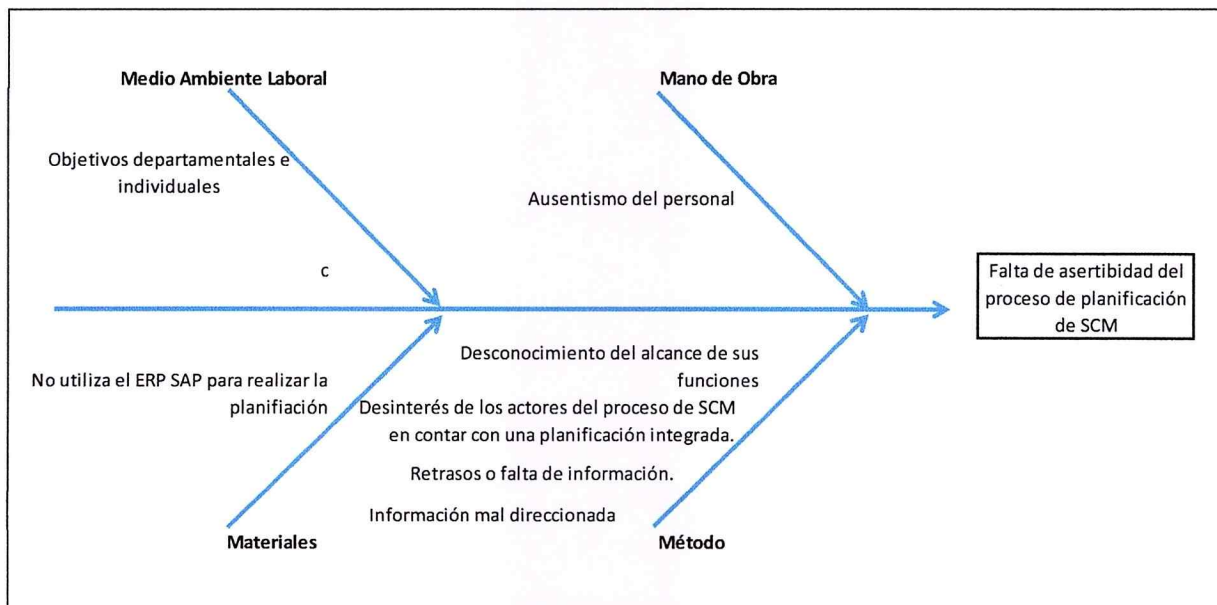 Medio Ambiente Laboral
Mano de Obra
Objetivos departamentales e
individuales
Ausentismo del personal
c
Falta de asertibidad del
proceso de planificación
de SCM
No utiliza el ERP SAP para realizar la
planifiación
Desconocimiento del alcance de sus
funciones
Desinterés de los actores del proceso de SCM
en contar con una planificación integrada.
Retrasos o falta de información.
Información mal direccionada
Materiales
Método